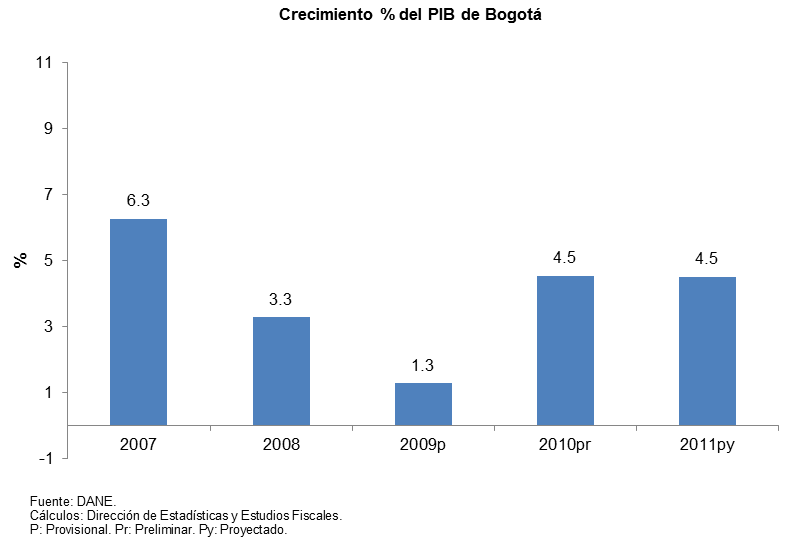 Crecimiento % del PIB de Bogotá
11
9
7
5
3
1
-1
%
6.3
3.3
1.3
4.5
4.5
2007
2008
2009p
2010pr
2011py
Fuente: DANE.
Cálculos: Dirección de Estadísticas y Estudios Fiscales.
P: Provisional. Pr: Preliminar. Py: Proyectado.